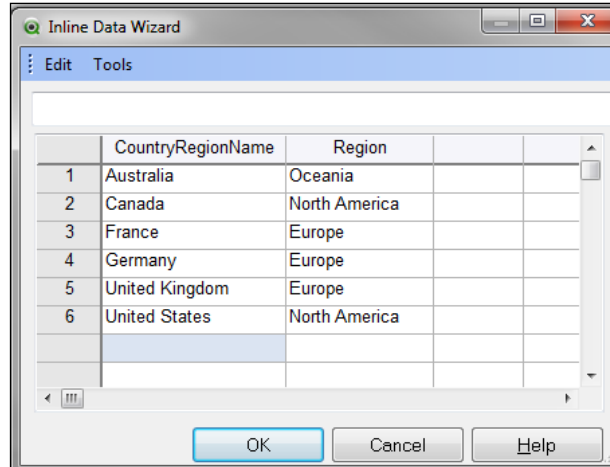 Inline Data Wizard
Edit Tools
CountryRegionName Region
1 Australia Oceania
2 Canada North America
3 France Europe
4 Germany Europe
5 United Kingdom Europe
6 United States North America
OK Cancel Help